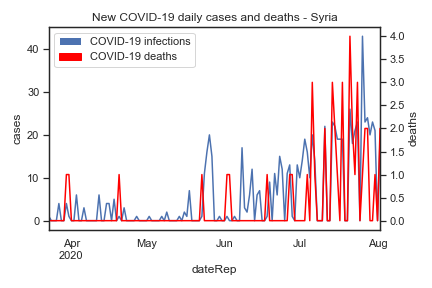 New COVID-19 daily cases and deaths - Syria
COVID-19 infections
COVID-19 deaths
40
30
20
10
0
cases
4.0
3.5
3.0
2.5
2.0
1.5
1.0
0.5
0.0
deaths
Apr
2020
May
Jun
Jul
Aug
dateRep